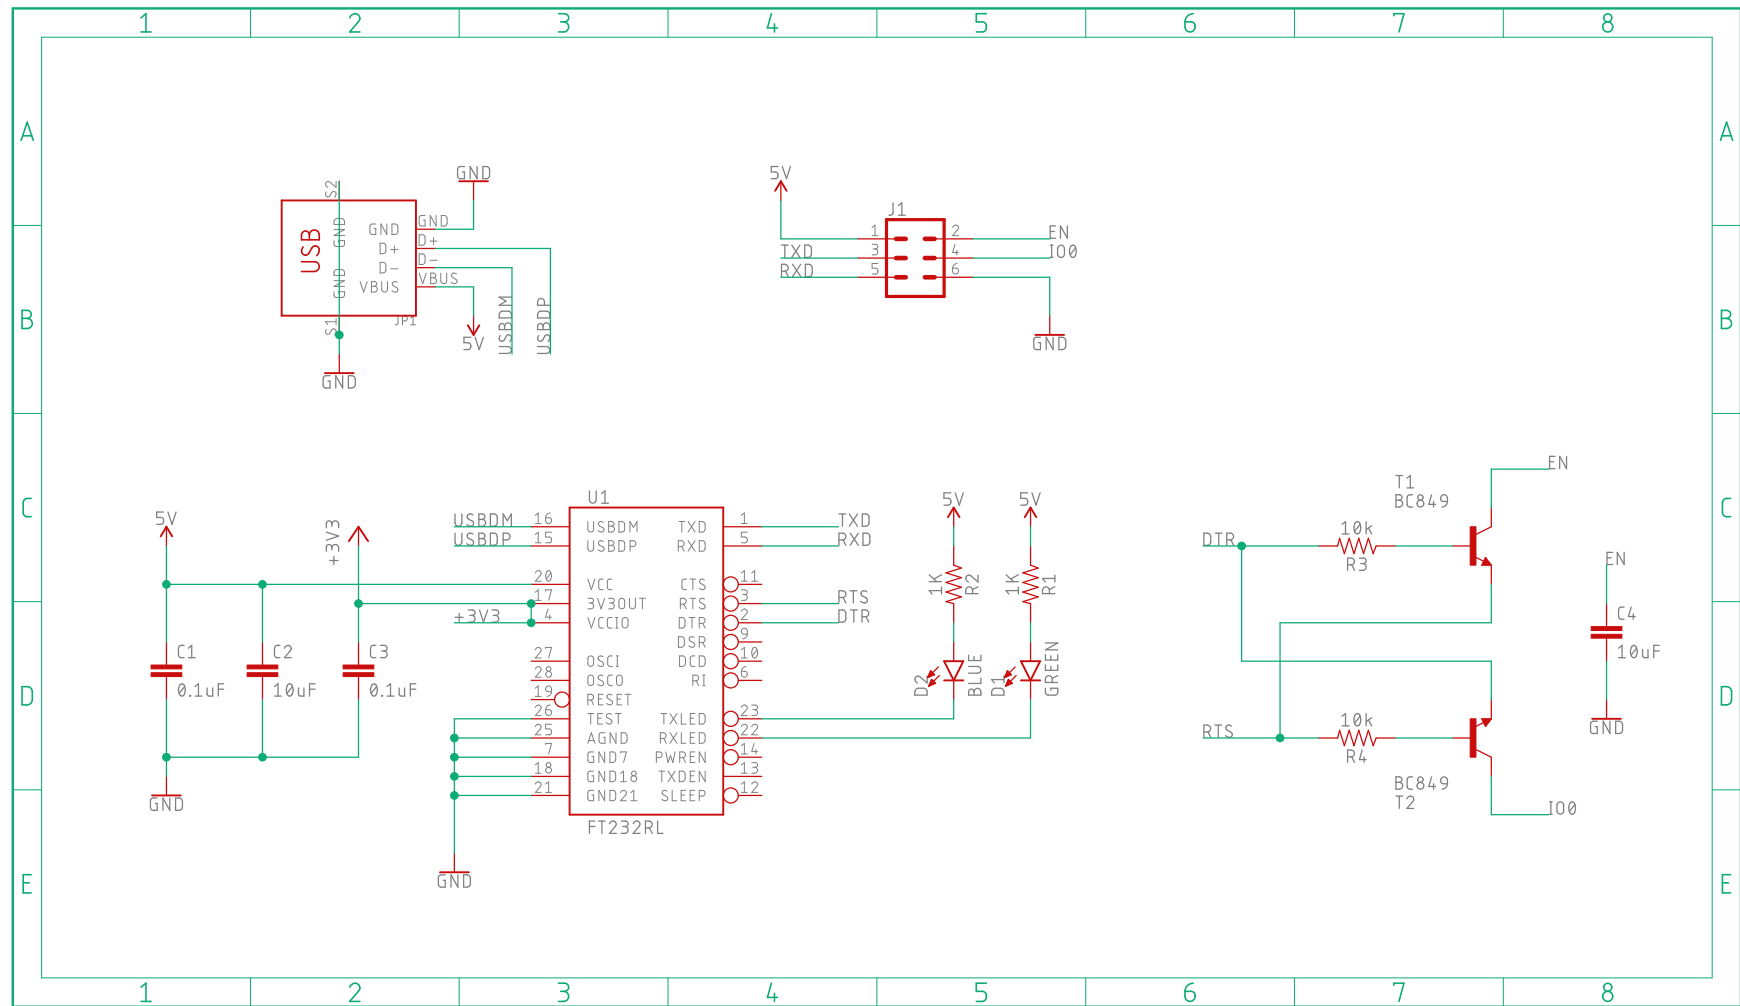 1 2 3 4 5 6 7 8
A A
B B
C C
D D
E E
GND
S2
USB
GND
GND
GND GND
D+ D+
D- D-
VBUS VBUS
S1
JP1
GND
5V
USBDM
USBDP
5V
J1
1 2 EN
TXD 3 4 IO0
RXD 5 6
GND
5V
+3V3
C1
0.1uF
C2
10uF
C3
0.1uF
GND
U1
USBDM 16 USBDM TXD 1 TXD
USBDP 15 USBDP RXD 5 RXD
20 VCC CTS 11
17 3V3OUT RTS 3 RTS
+3V3 4 VCCIO DTR 2 DTR
DSR 9
27 OSCI DCD 10
28 OSCO RI 6
19 RESET
26 TEST TXLED 23
25 AGND RXLED 22
7 GND7 PWREN 14
18 GND18 TXDEN 13
21 GND21 SLEEP 12
FT232RL
GND
5V 5V
1K R2
1K R1
D2 BLUE
D1 GREEN
EN
T1
BC849
DTR
10k
R3
RTS
10k
R4
BC849
T2
IO0
EN
C4
10uF
GND
1 2 3 4 5 6 7 8